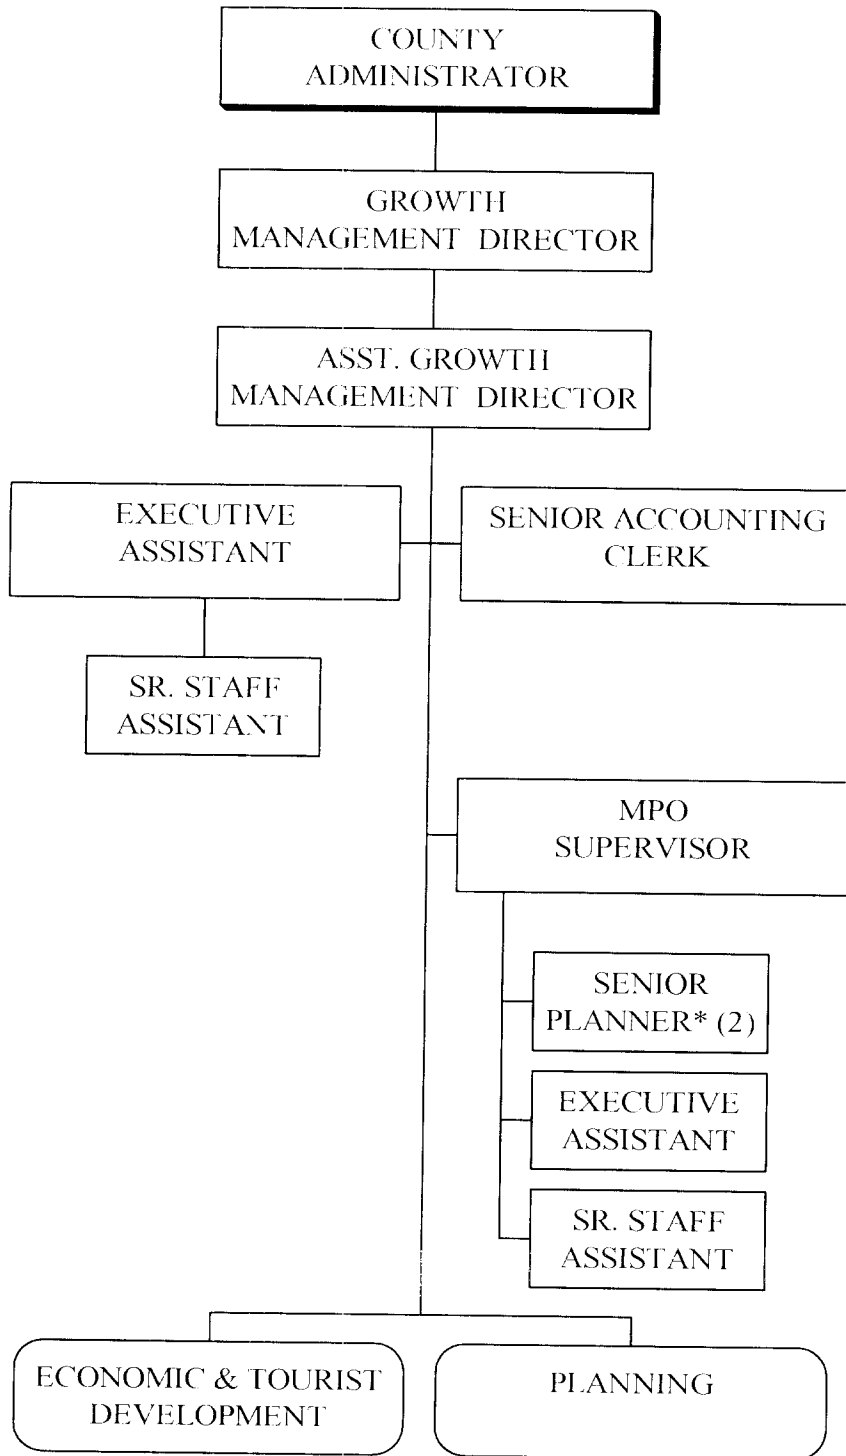 COUNTY
ADMINISTRATOR
GROWTH
MANAGEMENT DIRECTOR
ASST. GROWTH
MANAGEMENT DIRECTOR
EXECUTIVE
ASSISTANT
SENIOR ACCOUNTING
CLERK
SR. STAFF
ASSISTANT
MPO
SUPERVISOR
SENIOR
PLANNER* (2)
EXECUTIVE
ASSISTANT
SR. STAFF
ASSISTANT
ECONOMIC & TOURIST
DEVELOPMENT
PLANNING